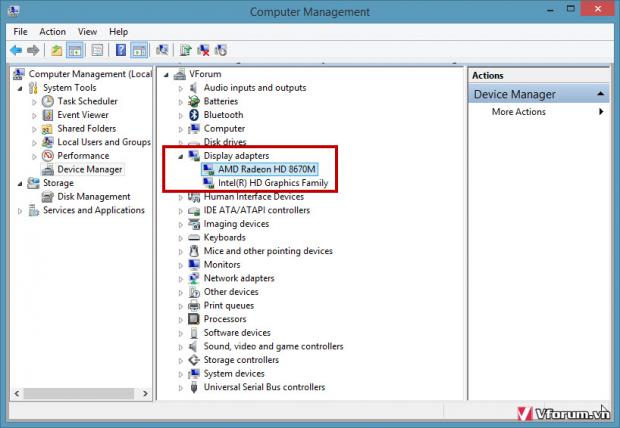 Computer Management
File Action View Help
Computer Management (Local
System Tools
Task Scheduler
Event Viewer
Shared Folders
Local Users and Groups
Performance
Device Manager
Storage
Disk Management
Services and Applications
VForum
Audio inputs and outputs
Batteries
Bluetooth
Computer
Disk drives
Display adapters
AMD Radeon HD 8670M
Intel(R) HD Graphics Family
Human Interface Devices
IDE ATA/ATAPI controllers
Imaging devices
Keyboards
Mice and other pointing devices
Monitors
Network adapters
Other devices
Print queues
Processors
Software devices
Sound, video and game controllers
Storage controllers
System devices
Universal Serial Bus controllers
Actions
Device Manager
More Actions
Vforum.vn